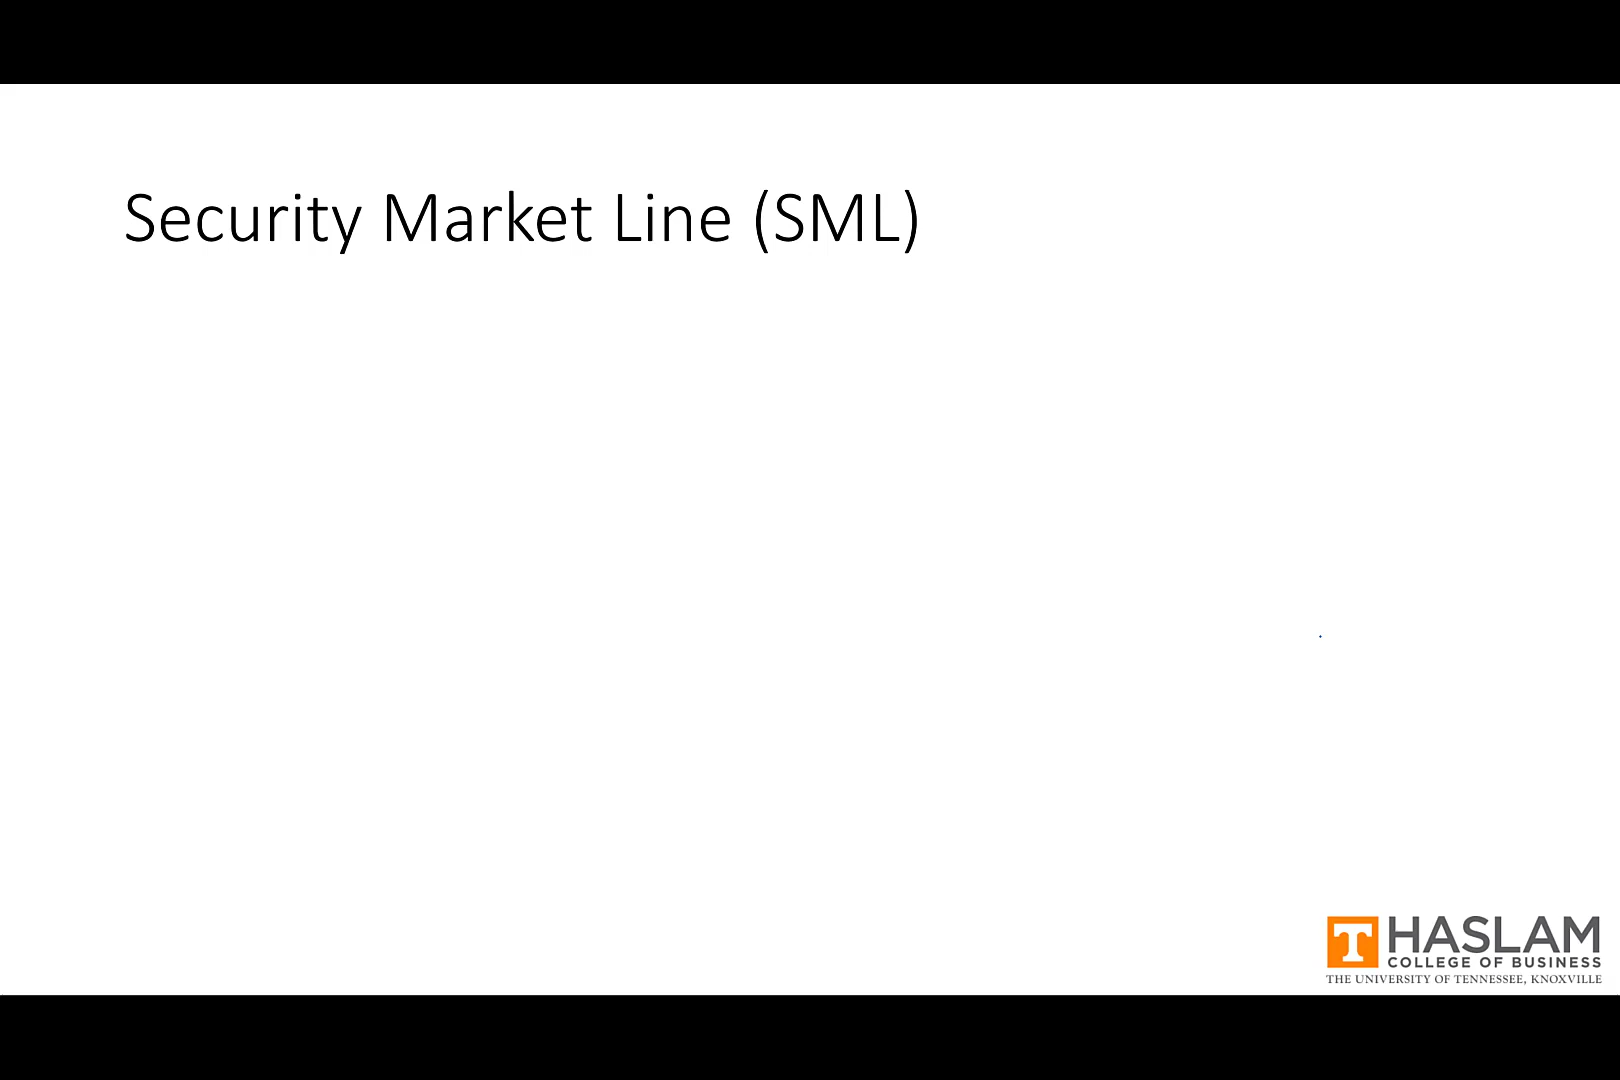 Security Market Line (SML)
T HASLAM
COLLEGE OF BUSINESS
THE UNIVERSITY OF TENNESSEE, KNOXVILLE